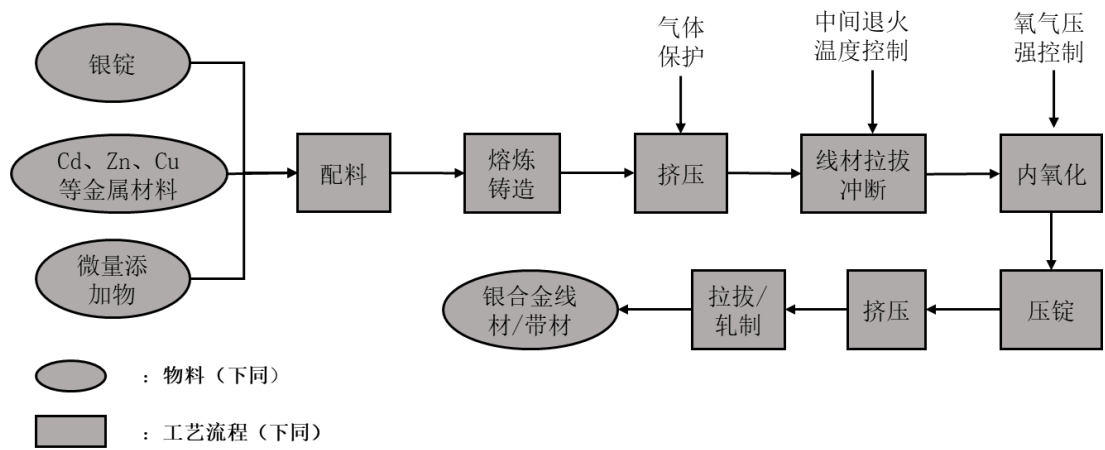 气体
保护
中间退火
温度控制
氧气压
强控制
银锭
Cd、Zn、Cu
等金属材料
微量添
加物
配料
熔炼
铸造
挤压
线材拉拔
冲断
内氧化
银合金线
材/带材
拉拔/
轧制
挤压
压锭
：物料（下同）
：工艺流程（下同）